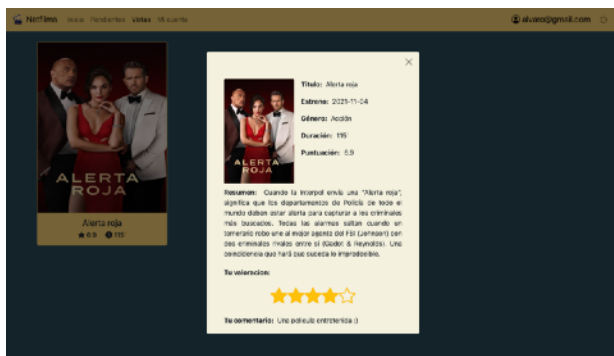 Netfilms Inicio Pendientes Vistas Mi cuenta alvaro@gmail.com
ALERTA
ROJA
Alerta roja
6.9 115'
Título: Alerta roja
Estreno: 2021-11-04
Género: Acción
Duración: 115'
Puntuación: 6.9
ALERTA
ROJA
Resumen: Cuando la Interpol envía una "Alerta roja",
significa que los departamentos de Policía de todo el
mundo deben estar alerta para capturar a los criminales
más buscados. Todas las alarmas saltan cuando un
temerario robo une al mejor agente del FBI (Johnson) con
dos criminales rivales entre sí (Gadot & Reynolds). Una
coincidencia que hará que suceda lo impredecible.
Tu valoracion:
Tu comentario: Una película entretenida :)